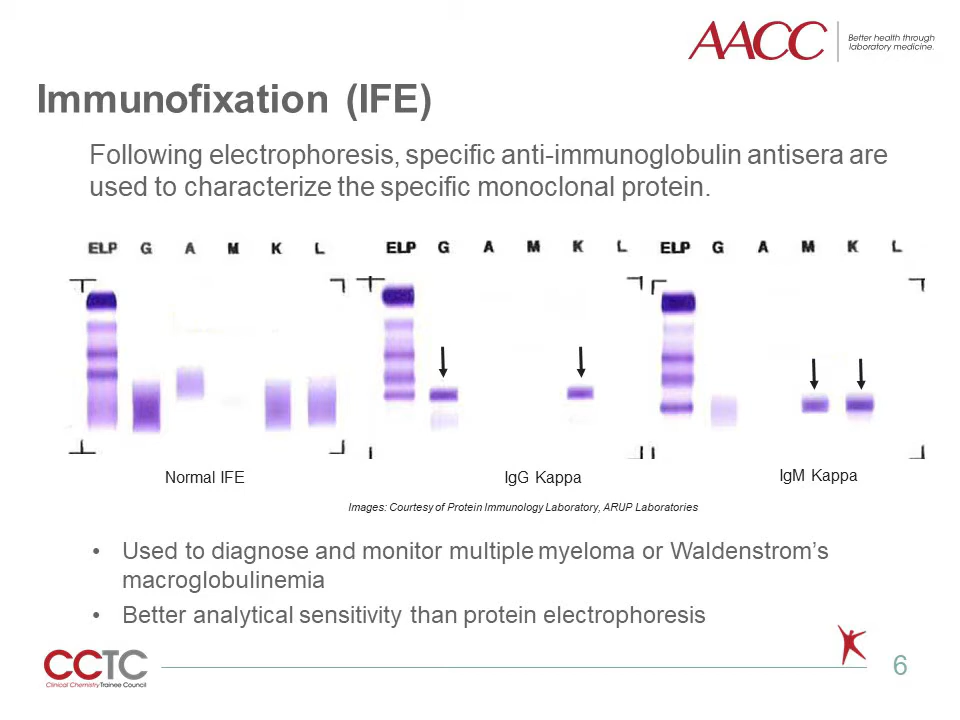 AACC
Better health through
laboratory medicine.
Immunofixation (IFE)
Following electrophoresis, specific anti-immunoglobulin antisera are
used to characterize the specific monoclonal protein.
ELP G A M K L ELP G A M K L ELP G A M K L
Normal IFE IgG Kappa IgM Kappa
Images: Courtesy of Protein Immunology Laboratory, ARUP Laboratories
• Used to diagnose and monitor multiple myeloma or Waldenstrom’s
macroglobulinemia
• Better analytical sensitivity than protein electrophoresis
CCTC
Clinical Chemistry Trainee Council
6